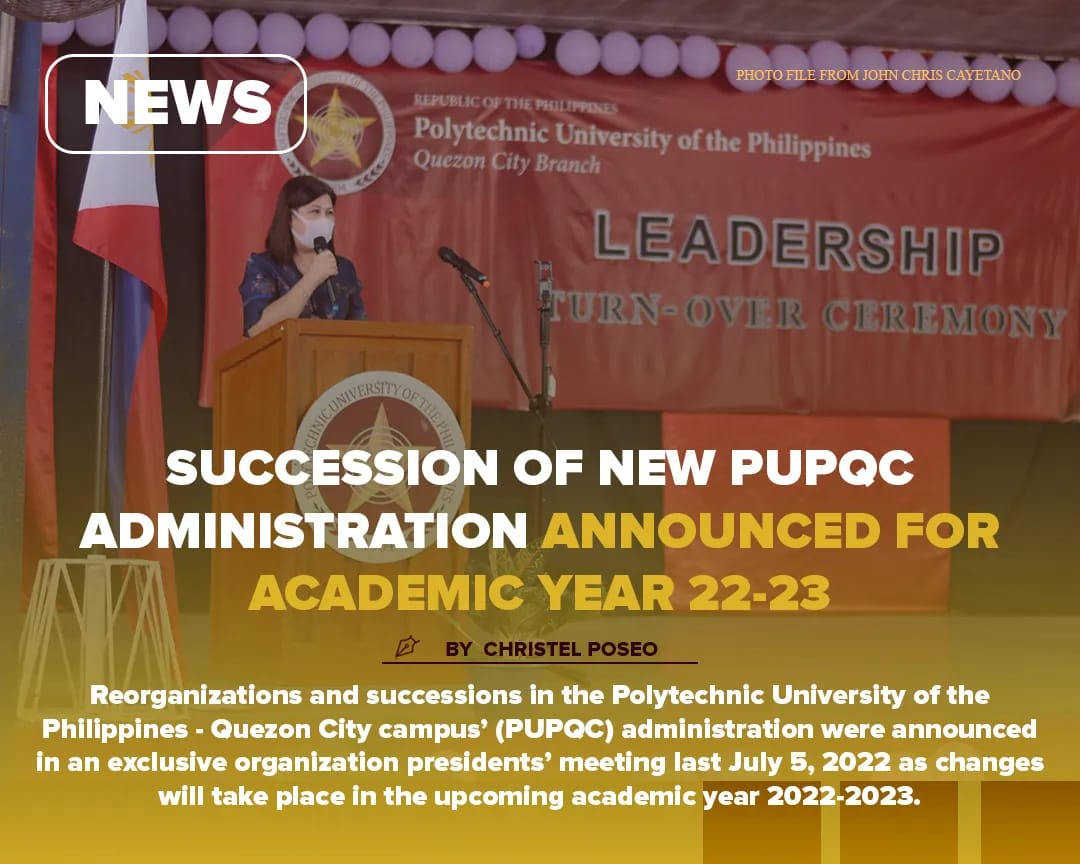 NEWS
PHOTO FILE FROM JOHN CHRIS CAYETANO
REPUBLIC OF THE PHILIPPINES
Polytechnic University of the Philippines
Quezon City Branch
LEADERSHIP
TURN-OVER CEREMONY
POLYTECHNIC UNIVERSITY OF THE
SUCCESSION OF NEW PUPQC
ADMINISTRATION ANNOUNCED FOR
ACADEMIC YEAR 22-23
BY CHRISTEL POSEO
Reorganizations and successions in the Polytechnic University of the
Philippines - Quezon City campus’ (PUPQC) administration were announced
in an exclusive organization presidents’ meeting last July 5, 2022 as changes
will take place in the upcoming academic year 2022-2023.